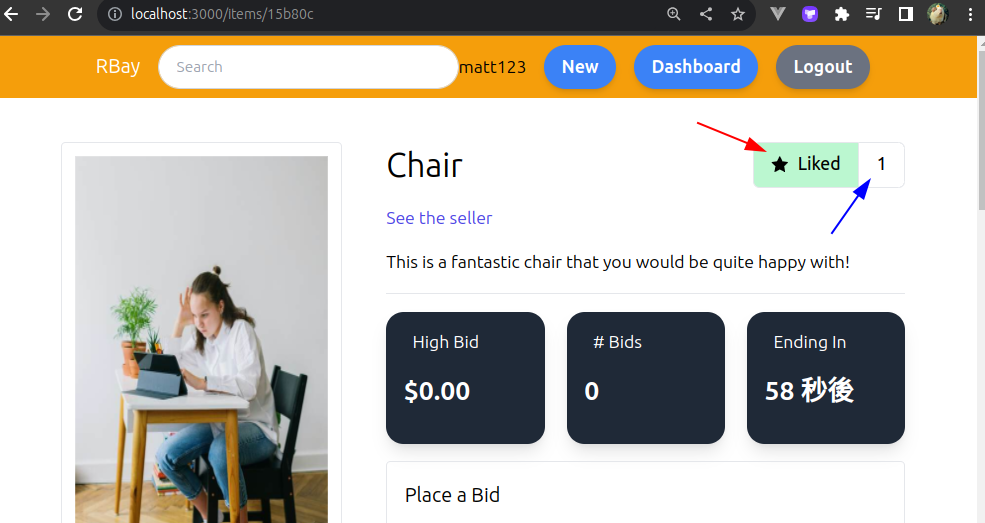 localhost:3000/items/15b80c
RBay Search matt123 New Dashboard Logout
Chair
Liked 1
See the seller
This is a fantastic chair that you would be quite happy with!
High Bid # Bids Ending In
$0.00 0 58 秒後
Place a Bid